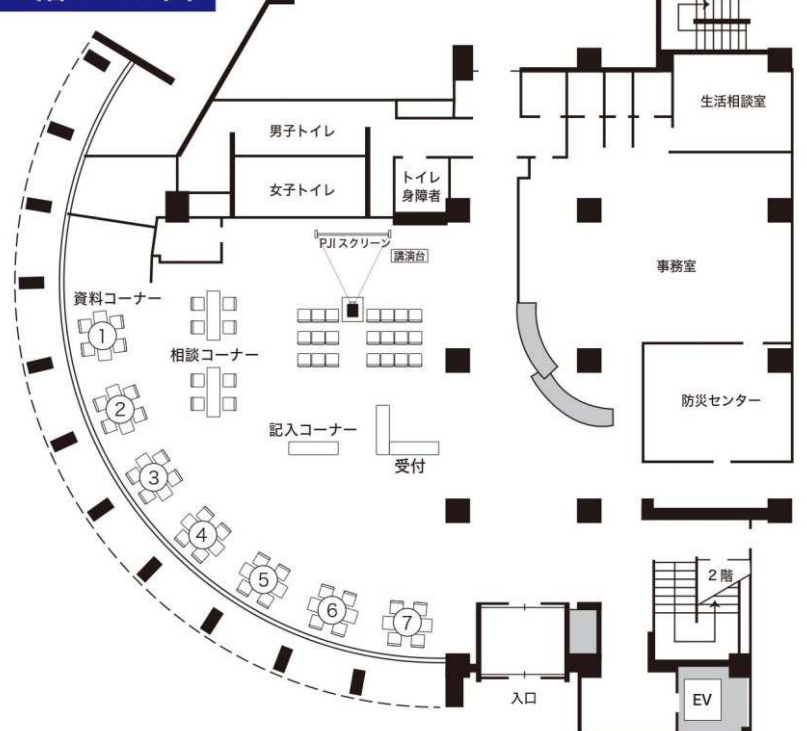 生活相談室
男子トイレ
女子トイレ
トイレ
身障者
PJIスクリーン
講演台
事務室
資料コーナー
①
相談コーナー
②
防災センター
記入コーナー
受付
③
④
⑤
⑥
⑦
2階
入口
EV